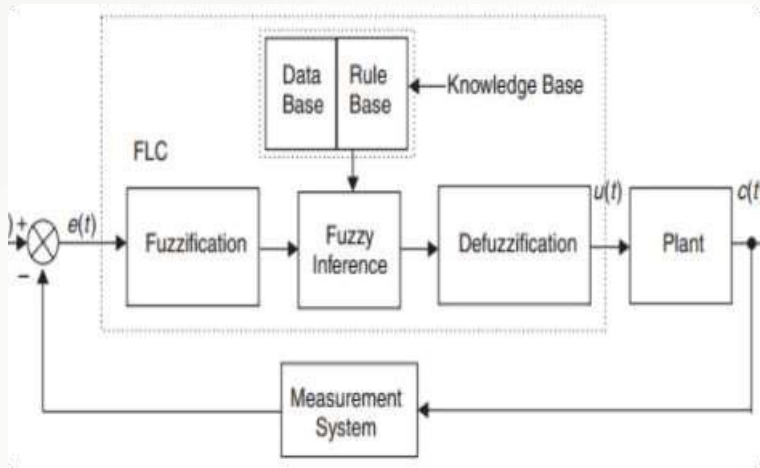 Data
Base
Rule
Base
Knowledge Base
FLC
) +
e(t)
Fuzzification
Fuzzy
Inference
Defuzzification
u(t)
Plant
c(t
–
Measurement
System